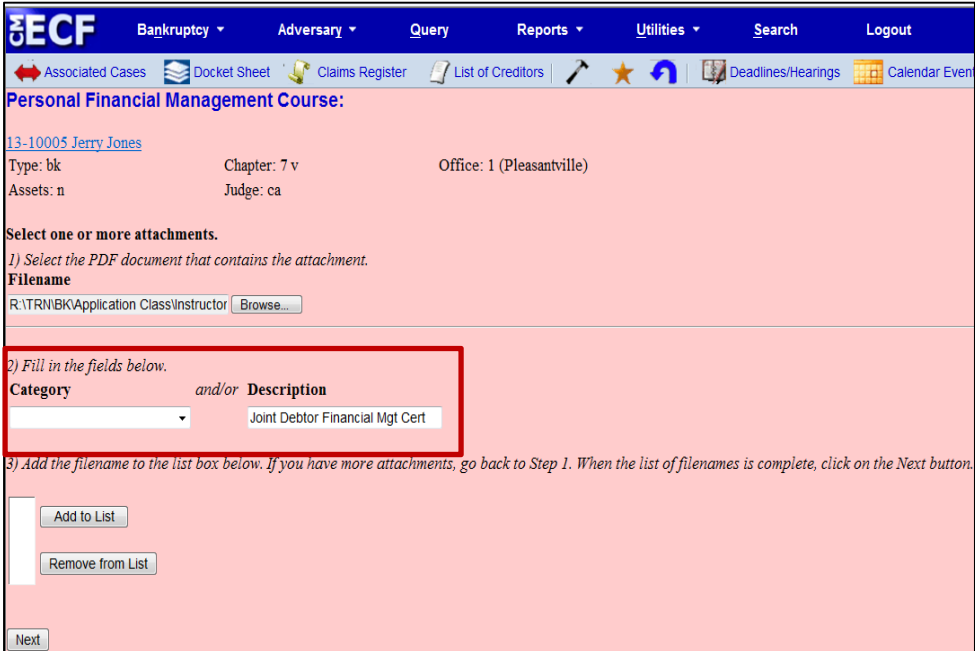 CM ECF Bankruptcy Adversary Query Reports Utilities Search Logout
Associated Cases Docket Sheet Claims Register List of Creditors Deadlines/Hearings Calendar Event
Personal Financial Management Course:
13-10005 Jerry Jones
Type: bk Chapter: 7 v Office: 1 (Pleasantville)
Assets: n Judge: ca
Select one or more attachments.
1) Select the PDF document that contains the attachment.
Filename
R:\TRN\BK\Application Class\Instructor Browse...
2) Fill in the fields below.
Category and/or Description
Joint Debtor Financial Mgt Cert
3) Add the filename to the list box below. If you have more attachments, go back to Step 1. When the list of filenames is complete, click on the Next button.
Add to List
Remove from List
Next